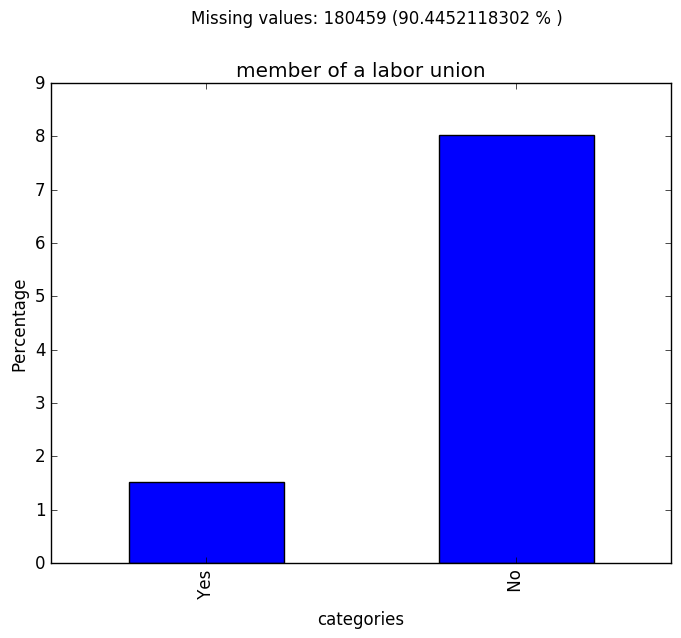 Missing values: 180459 (90.4452118302 % )
member of a labor union
9
8
7
6
5
4
3
2
1
0
Percentage
Yes
No
categories